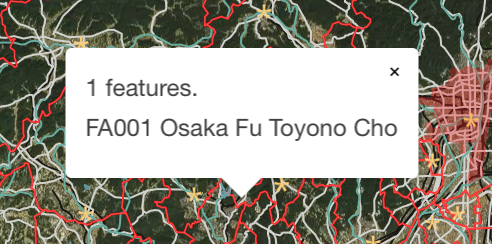 ×
1 features.
FA001 Osaka Fu Toyono Cho